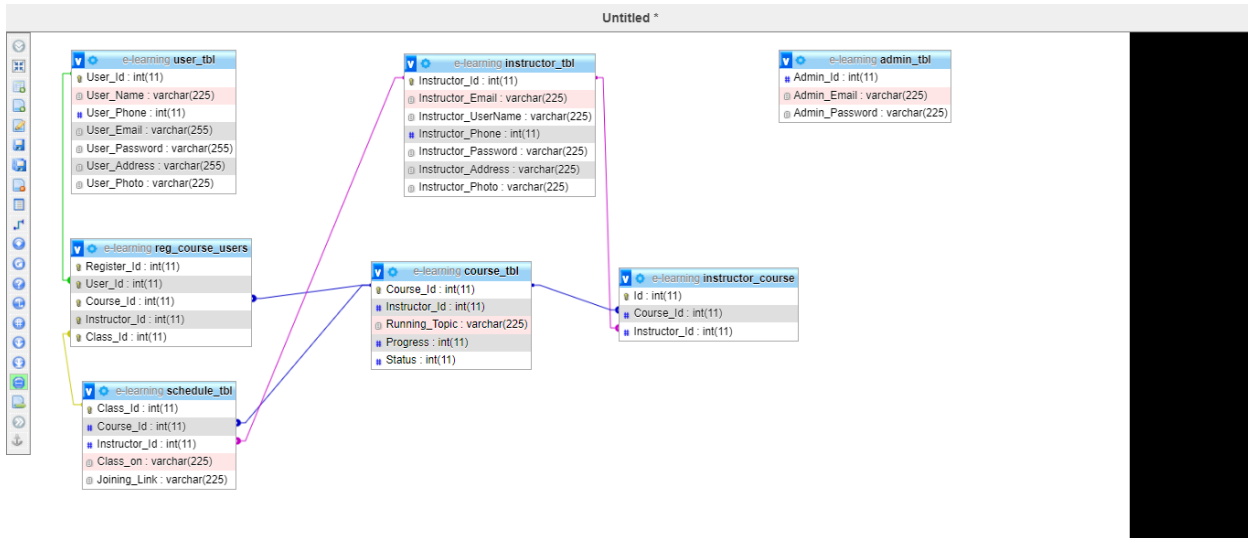 Untitled *
e-learning user_tbl
User_Id : int(11)
User_Name : varchar(225)
User_Phone : int(11)
User_Email : varchar(255)
User_Password : varchar(255)
User_Address : varchar(255)
User_Photo : varchar(225)
e-learning instructor_tbl
Instructor_Id : int(11)
Instructor_Email : varchar(225)
Instructor_UserName : varchar(225)
Instructor_Phone : int(11)
Instructor_Password : varchar(225)
Instructor_Address : varchar(225)
Instructor_Photo : varchar(225)
e-learning admin_tbl
Admin_Id : int(11)
Admin_Email : varchar(225)
Admin_Password : varchar(225)
e-learning reg_course_users
Register_Id : int(11)
User_Id : int(11)
Course_Id : int(11)
Instructor_Id : int(11)
Class_Id : int(11)
e-learning course_tbl
Course_Id : int(11)
Instructor_Id : int(11)
Running_Topic : varchar(225)
Progress : int(11)
Status : int(11)
e-learning instructor_course
Id : int(11)
Course_Id : int(11)
Instructor_Id : int(11)
e-learning schedule_tbl
Class_Id : int(11)
Course_Id : int(11)
Instructor_Id : int(11)
Class_on : varchar(225)
Joining_Link : varchar(225)